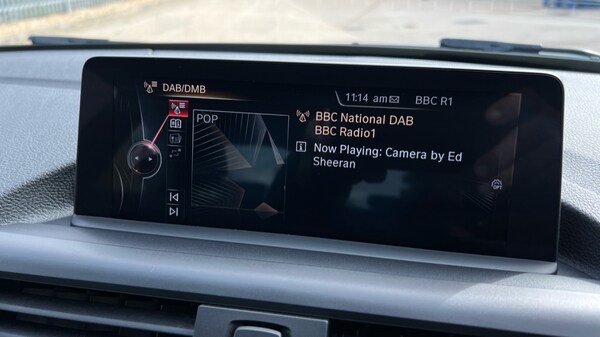 DAB/DMB
11:14 am
BBC R1
POP
BBC National DAB
BBC Radio1
Now Playing: Camera by Ed
Sheeran
OFF